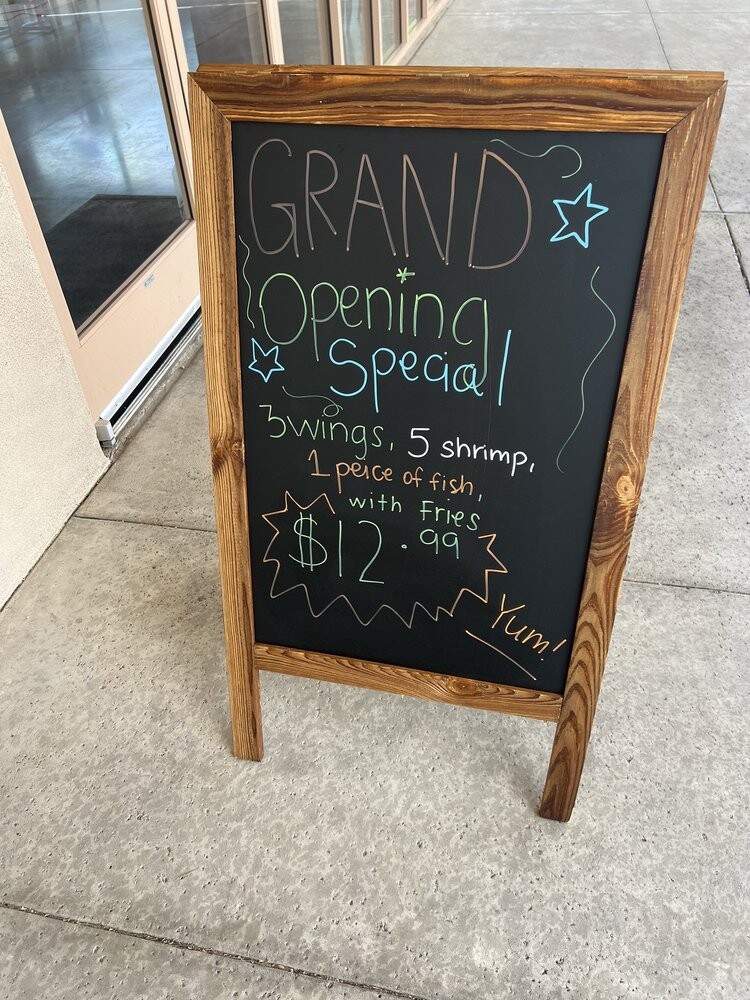 GRAND
Opening
Special
3 wings, 5 shrimp,
1 peice of fish,
with Fries
$12.99
Yum!